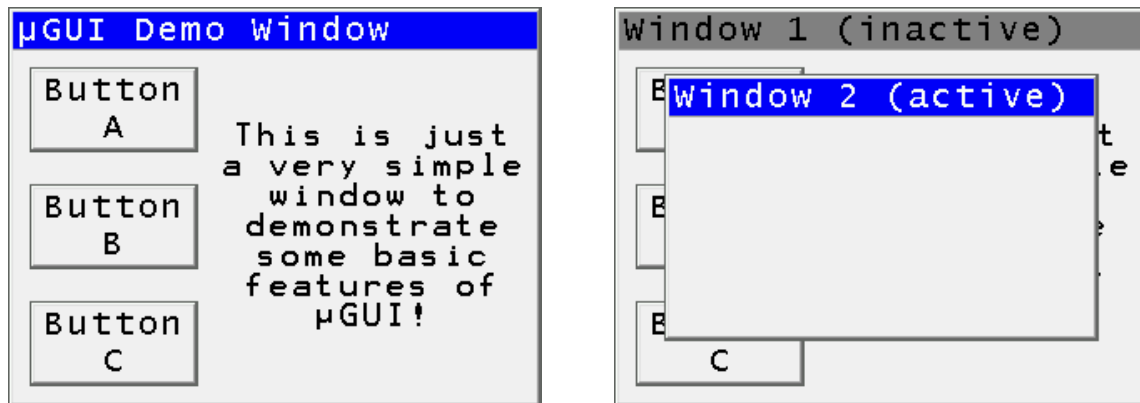 µGUI Demo Window
Button
A
This is just
a very simple
window to
demonstrate
some basic
features of
µGUI!
Button
B
Button
C
Window 1 (inactive)
Window 2 (active)
C